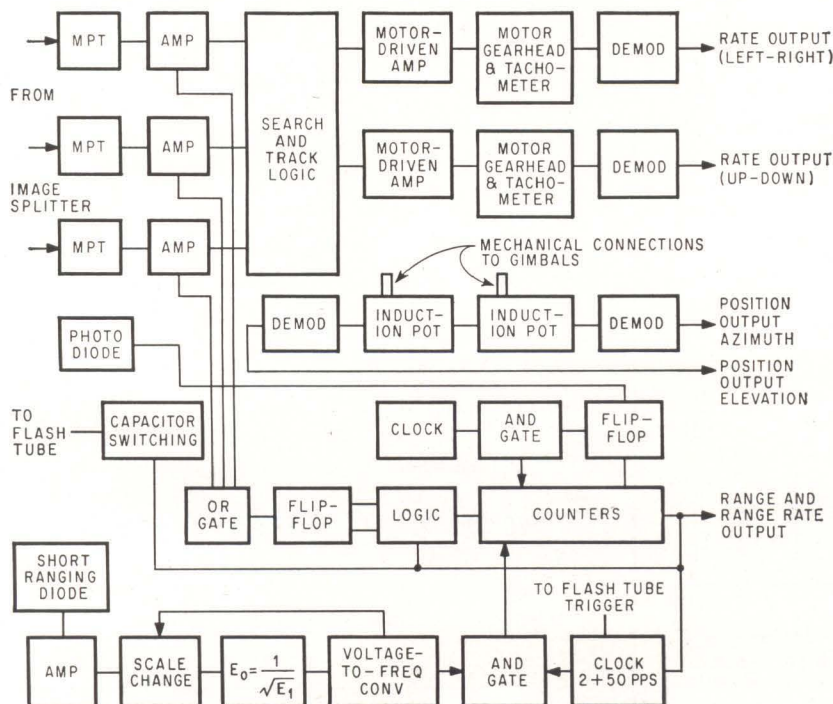 MPT
AMP
MOTOR-
DRIVEN
AMP
MOTOR
GEARHEAD
& TACHO-
METER
DEMOD
RATE OUTPUT
(LEFT-RIGHT)
FROM
SEARCH
AND
TRACK
LOGIC
MPT
AMP
MOTOR-
DRIVEN
AMP
MOTOR
GEARHEAD
& TACHO-
METER
DEMOD
RATE OUTPUT
(UP-DOWN)
IMAGE
SPLITTER
MPT
AMP
MECHANICAL CONNECTIONS
TO GIMBALS
DEMOD
INDUCT-
ION POT
INDUCT-
ION POT
DEMOD
POSITION
OUTPUT
AZIMUTH
PHOTO
DIODE
POSITION
OUTPUT
ELEVATION
TO
FLASH
TUBE
CAPACITOR
SWITCHING
CLOCK
AND
GATE
FLIP-
FLOP
OR
GATE
FLIP-
FLOP
LOGIC
COUNTERS
RANGE AND
RANGE RATE
OUTPUT
SHORT
RANGING
DIODE
TO FLASH TUBE
TRIGGER
AMP
SCALE
CHANGE
E₀=1/√E₁
VOLTAGE-
TO-FREQ
CONV
AND
GATE
CLOCK
2+50 PPS